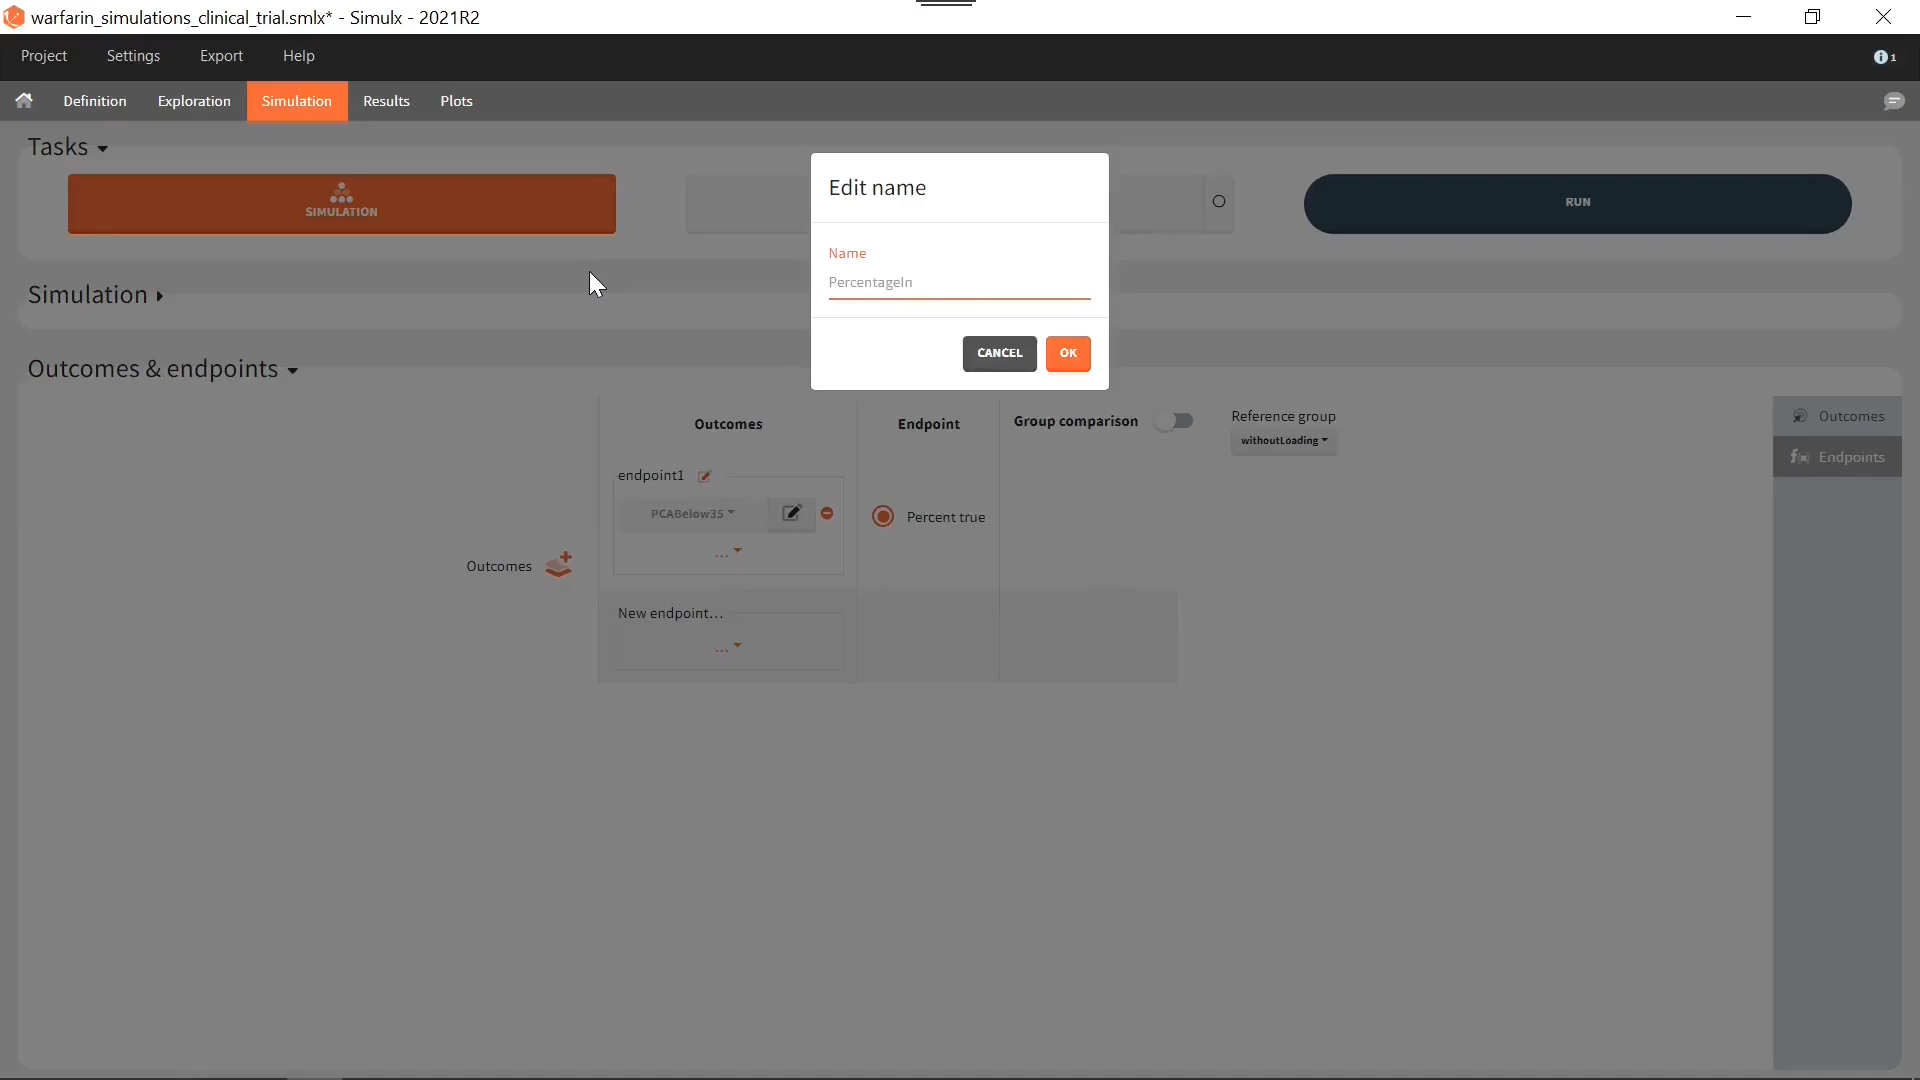 warfarin_simulations_clinical_trial.smlx* - Simulx - 2021R2
Project Settings Export Help
1
Definition Exploration Simulation Results Plots
Tasks
SIMULATION
RUN
Edit name
Name
PercentageIn
CANCEL OK
Simulation
Outcomes & endpoints
Outcomes Endpoint Group comparison Reference group
withoutLoading
Outcomes
Endpoints
endpoint1
PCABelow35
Percent true
...
Outcomes
New endpoint...
...